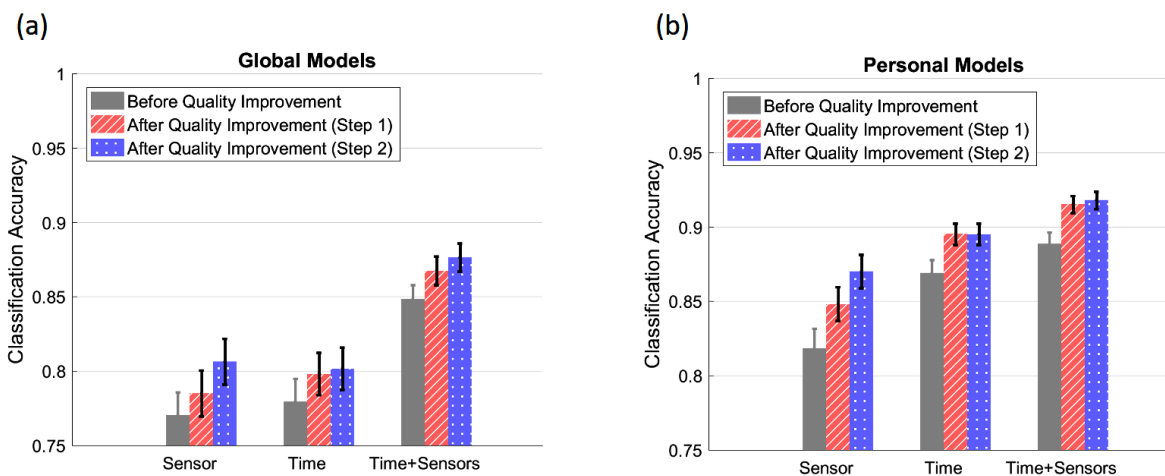 (a)
Global Models
Before Quality Improvement
After Quality Improvement (Step 1)
After Quality Improvement (Step 2)
Classification Accuracy
1
0.95
0.9
0.85
0.8
0.75
Sensor Time Time+Sensors
(b)
Personal Models
Before Quality Improvement
After Quality Improvement (Step 1)
After Quality Improvement (Step 2)
Classification Accuracy
1
0.95
0.9
0.85
0.8
0.75
Sensor Time Time+Sensors